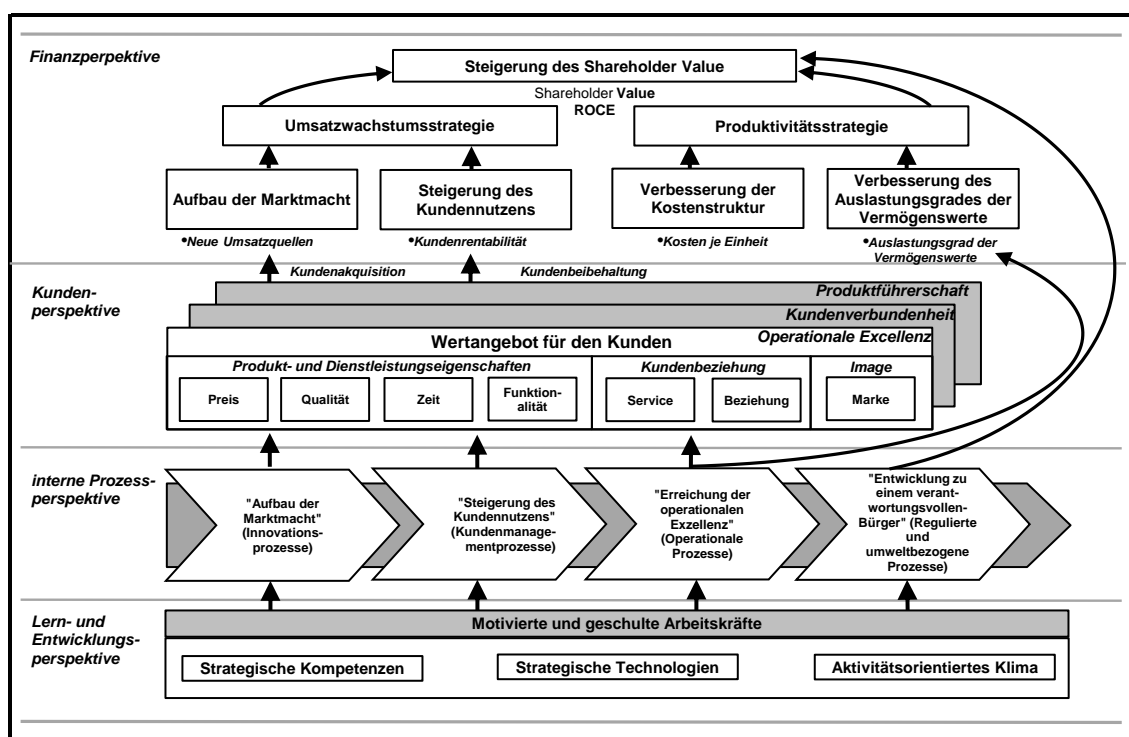 Finanzperpektive
Steigerung des Shareholder Value
Shareholder Value
ROCE
Umsatzwachstumsstrategie
Produktivitätsstrategie
Aufbau der Marktmacht
Steigerung des
Kundennutzens
Verbesserung der
Kostenstruktur
Verbesserung des
Auslastungsgrades der
Vermögenswerte
•Neue Umsatzquellen
•Kundenrentabilität
•Kosten je Einheit
•Auslastungsgrad der
Vermögenswerte
Kundenakquisition
Kundenbeibehaltung
Kunden-
perspektive
Produktführerschaft
Kundenverbundenheit
Operationale Excellenz
Wertangebot für den Kunden
Produkt- und Dienstleistungseigenschaften
Kundenbeziehung
Image
Preis
Qualität
Zeit
Funktion-
alität
Service
Beziehung
Marke
interne Prozess-
perspektive
"Aufbau der
Marktmacht"
(Innovations-
prozesse)
"Steigerung des
Kundennutzens"
(Kundenmanage-
mentprozesse)
"Erreichung der
operationalen
Exzellenz"
(Operationale
Prozesse)
"Entwicklung zu
einem verant-
wortungsvollen-
Bürger" (Regulierte
und
umweltbezogene
Prozesse)
Lern- und
Entwicklungs-
perspektive
Motivierte und geschulte Arbeitskräfte
Strategische Kompetenzen
Strategische Technologien
Aktivitätsorientiertes Klima